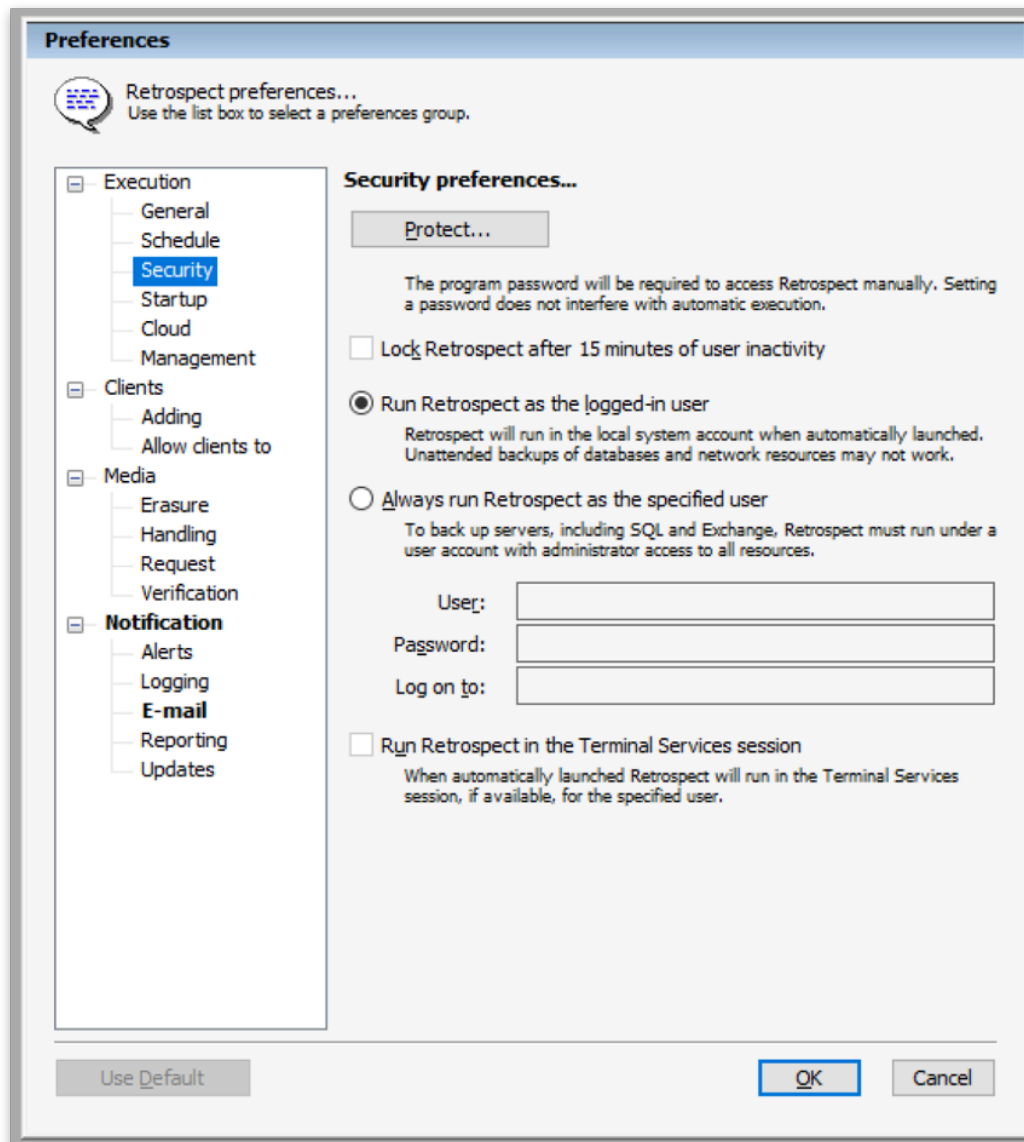 Preferences
Retrospect preferences...
Use the list box to select a preferences group.
Execution
General
Schedule
Security
Startup
Cloud
Management
Clients
Adding
Allow clients to
Media
Erasure
Handling
Request
Verification
Notification
Alerts
Logging
E-mail
Reporting
Updates
Security preferences...
Protect...
The program password will be required to access Retrospect manually. Setting
a password does not interfere with automatic execution.
Lock Retrospect after 15 minutes of user inactivity
Run Retrospect as the logged-in user
Retrospect will run in the local system account when automatically launched.
Unattended backups of databases and network resources may not work.
Always run Retrospect as the specified user
To back up servers, including SQL and Exchange, Retrospect must run under a
user account with administrator access to all resources.
User:
Password:
Log on to:
Run Retrospect in the Terminal Services session
When automatically launched Retrospect will run in the Terminal Services
session, if available, for the specified user.
Use Default
OK
Cancel